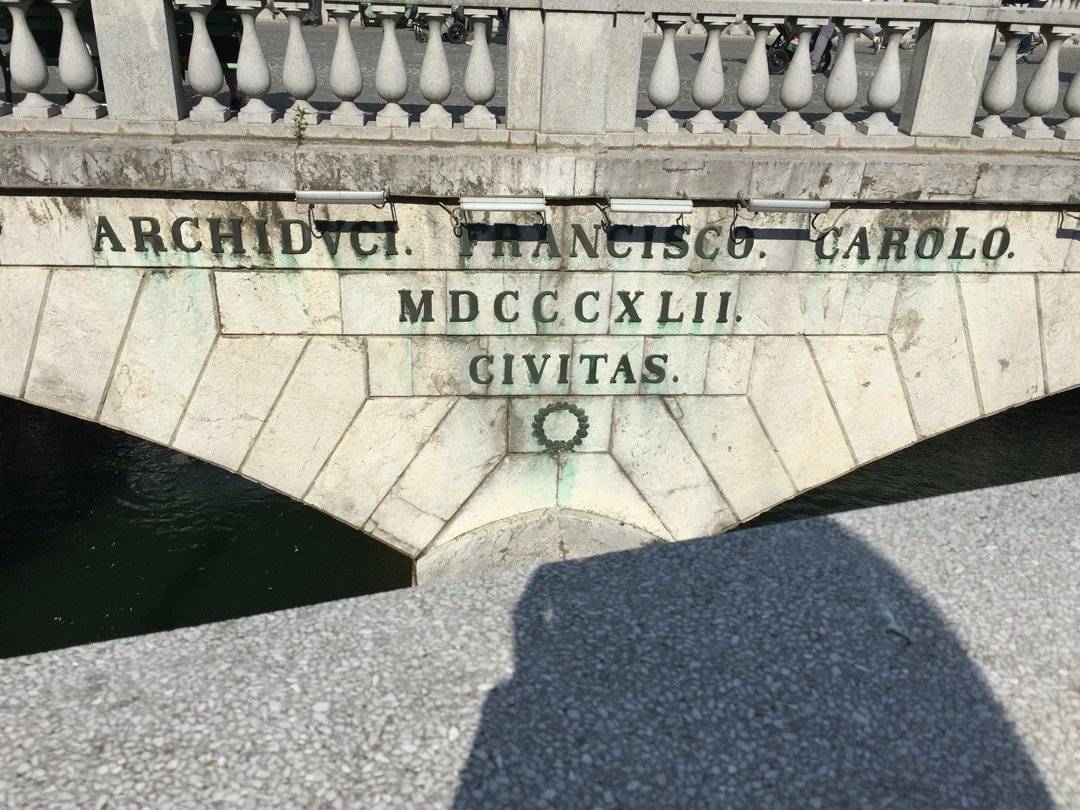 ARCHIDVCI. FRANCISCO. CAROLO.
MDCCCXLII.
CIVITAS.